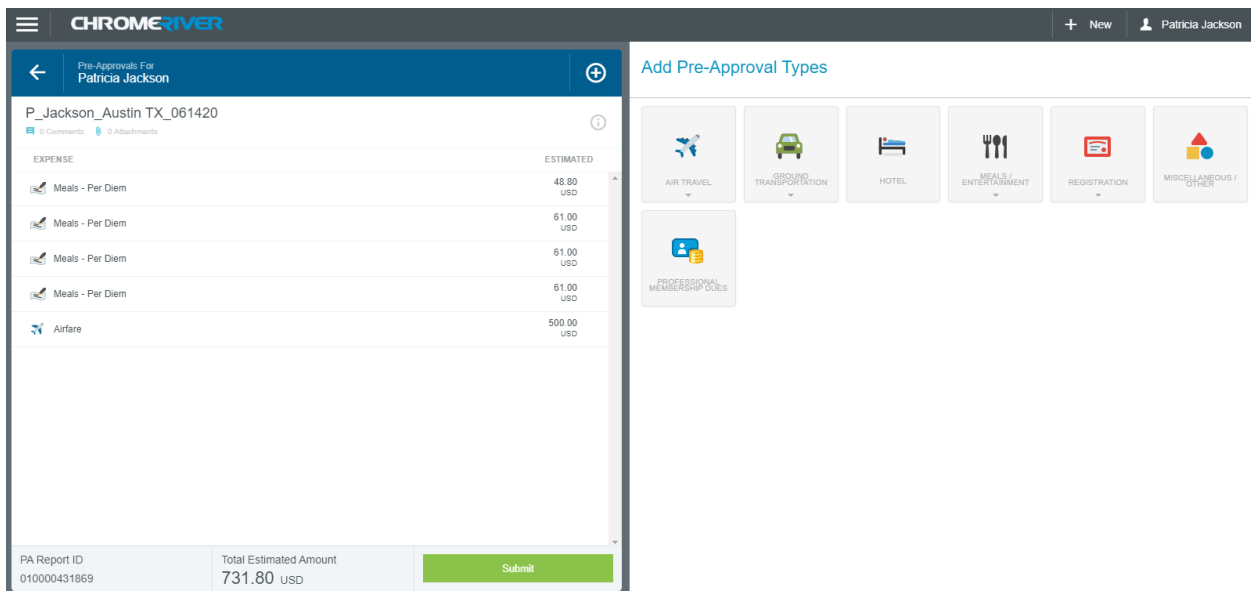 CHROMERIVER
+ New
Patricia Jackson
Pre-Approvals For
Patricia Jackson
P_Jackson_Austin TX_061420
0 Comments 0 Attachments
EXPENSE ESTIMATED
Meals - Per Diem 48.80
USD
Meals - Per Diem 61.00
USD
Meals - Per Diem 61.00
USD
Meals - Per Diem 61.00
USD
Airfare 500.00
USD
PA Report ID
010000431869
Total Estimated Amount
731.80 USD
Submit
Add Pre-Approval Types
AIR TRAVEL
GROUND
TRANSPORTATION
HOTEL
MEALS /
ENTERTAINMENT
REGISTRATION
MISCELLANEOUS /
OTHER
PROFESSIONAL
MEMBERSHIP DUES